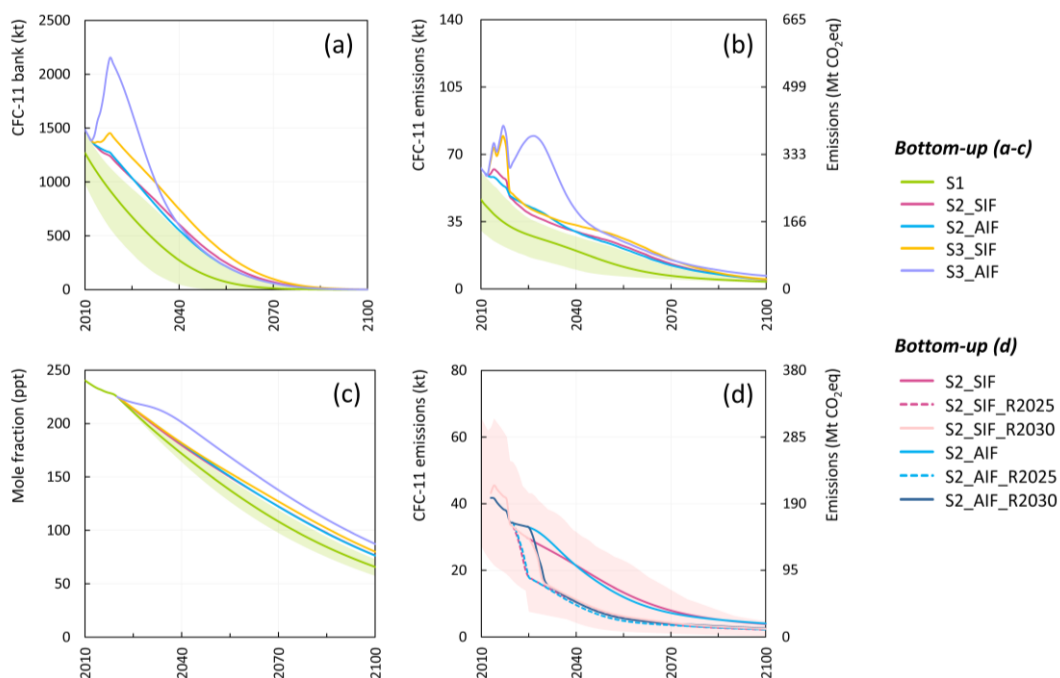 (a)
CFC-11 bank (kt)
2500
2000
1500
1000
500
0
2010
2040
2070
2100
(b)
CFC-11 emissions (kt)
140
105
70
35
0
Emissions (Mt CO₂eq)
665
499
333
166
0
2010
2040
2070
2100
Bottom-up (a-c)
S1
S2_SIF
S2_AIF
S3_SIF
S3_AIF
(c)
Mole fraction (ppt)
250
200
150
100
50
0
2010
2040
2070
2100
(d)
CFC-11 emissions (kt)
80
60
40
20
0
Emissions (Mt CO₂eq)
380
285
190
95
0
2010
2040
2070
2100
Bottom-up (d)
S2_SIF
S2_SIF_R2025
S2_SIF_R2030
S2_AIF
S2_AIF_R2025
S2_AIF_R2030